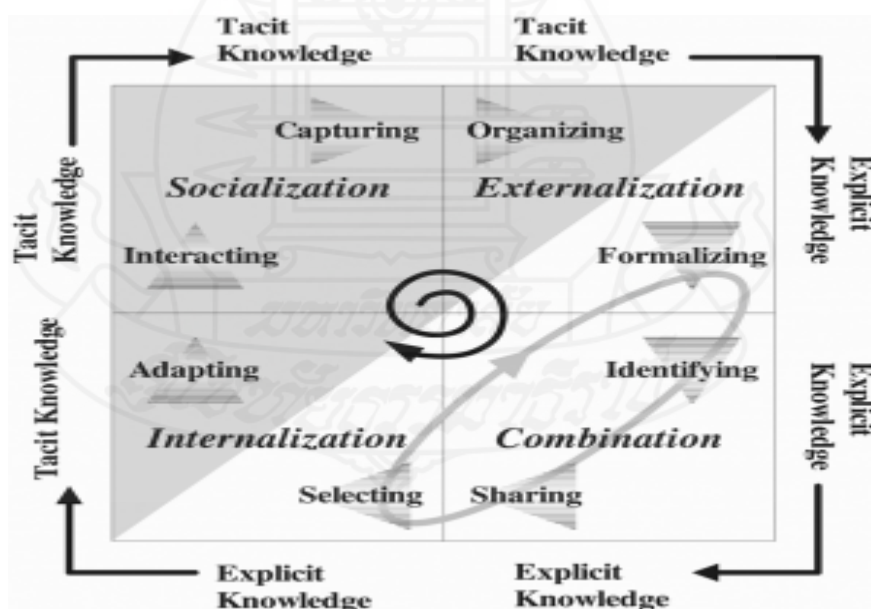 Tacit
Knowledge
Tacit
Knowledge
Capturing
Organizing
Socialization
Externalization
Tacit
Knowledge
Explicit
Knowledge
Interacting
Formalizing
Adapting
Identifying
Tacit Knowledge
Explicit
Knowledge
Internalization
Combination
Selecting
Sharing
Explicit
Knowledge
Explicit
Knowledge